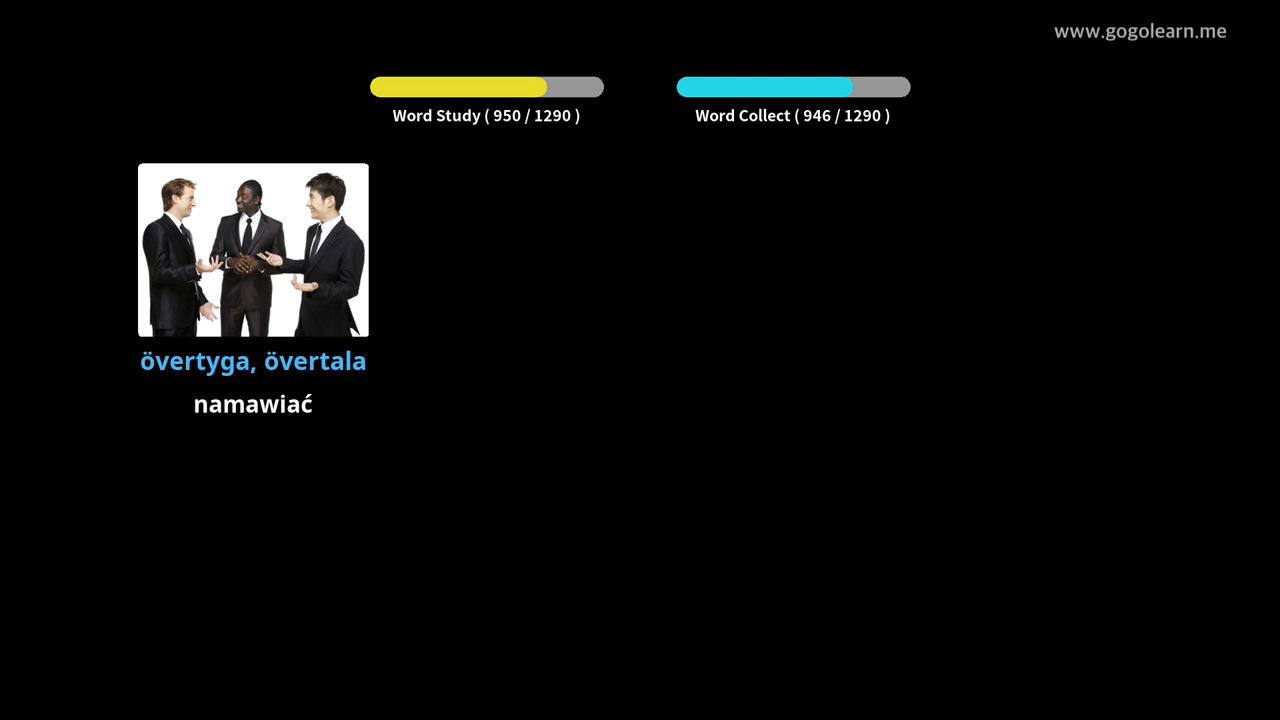 www.gogolearn.me
Word Study ( 950 / 1290 )
Word Collect ( 946 / 1290 )
övertyga, övertala
namawiać